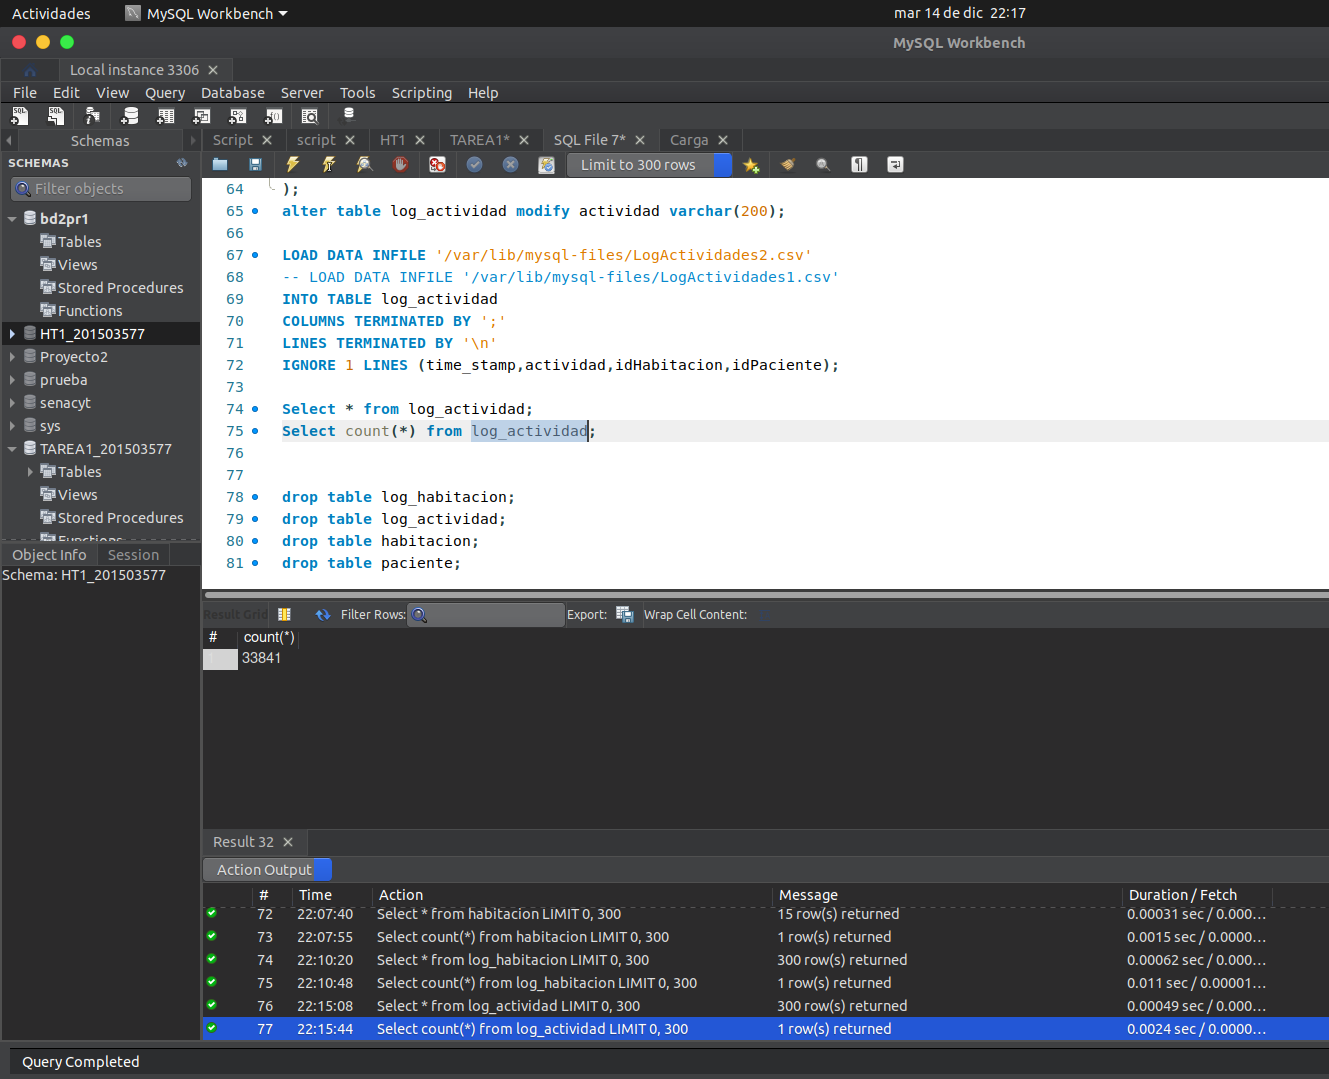 Actividades MySQL Workbench mar 14 de dic 22:17
MySQL Workbench
Local instance 3306
File Edit View Query Database Server Tools Scripting Help
Schemas Script script HT1 TAREA1* SQL File 7* Carga
SCHEMAS Limit to 300 rows
Filter objects
bd2pr1
Tables
Views
Stored Procedures
Functions
HT1_201503577
Proyecto2
prueba
senacyt
sys
TAREA1_201503577
Tables
Views
Stored Procedures
Functions
Object Info Session
Schema: HT1_201503577
64 );
65 alter table log_actividad modify actividad varchar(200);
66
67 LOAD DATA INFILE '/var/lib/mysql-files/LogActividades2.csv'
68 -- LOAD DATA INFILE '/var/lib/mysql-files/LogActividades1.csv'
69 INTO TABLE log_actividad
70 COLUMNS TERMINATED BY ';'
71 LINES TERMINATED BY '\n'
72 IGNORE 1 LINES (time_stamp,actividad,idHabitacion,idPaciente);
73
74 Select * from log_actividad;
75 Select count(*) from log_actividad;
76
77
78 drop table log_habitacion;
79 drop table log_actividad;
80 drop table habitacion;
81 drop table paciente;
Result Grid Filter Rows: Export: Wrap Cell Content:
# count(*)
33841
Result 32
Action Output
# Time Action Message Duration / Fetch
72 22:07:40 Select * from habitacion LIMIT 0, 300 15 row(s) returned 0.00031 sec / 0.000...
73 22:07:55 Select count(*) from habitacion LIMIT 0, 300 1 row(s) returned 0.0015 sec / 0.0000...
74 22:10:20 Select * from log_habitacion LIMIT 0, 300 300 row(s) returned 0.00062 sec / 0.000...
75 22:10:48 Select count(*) from log_habitacion LIMIT 0, 300 1 row(s) returned 0.011 sec / 0.00001...
76 22:15:08 Select * from log_actividad LIMIT 0, 300 300 row(s) returned 0.00049 sec / 0.000...
77 22:15:44 Select count(*) from log_actividad LIMIT 0, 300 1 row(s) returned 0.0024 sec / 0.0000...
Query Completed